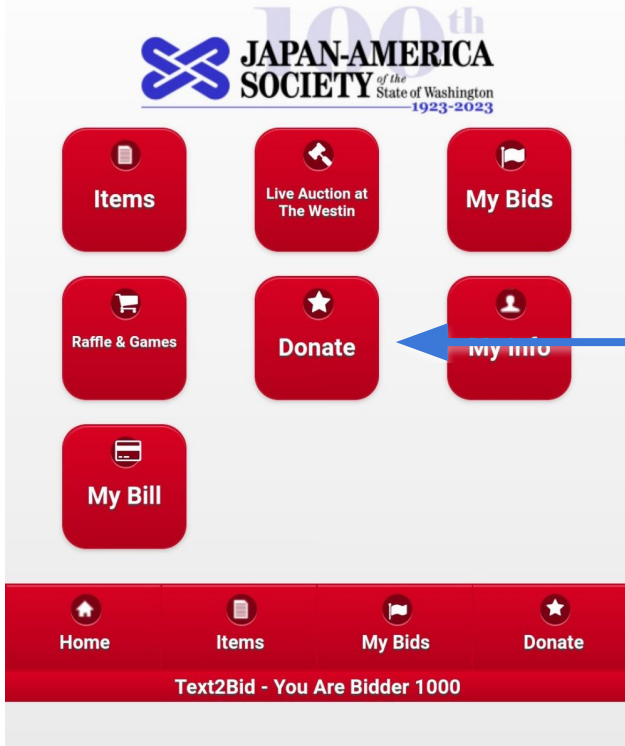 100th
JAPAN-AMERICA
SOCIETY of the State of Washington
1923-2023
Items
Live Auction at
The Westin
My Bids
Raffle & Games
Donate
My Info
My Bill
Home
Items
My Bids
Donate
Text2Bid - You Are Bidder 1000